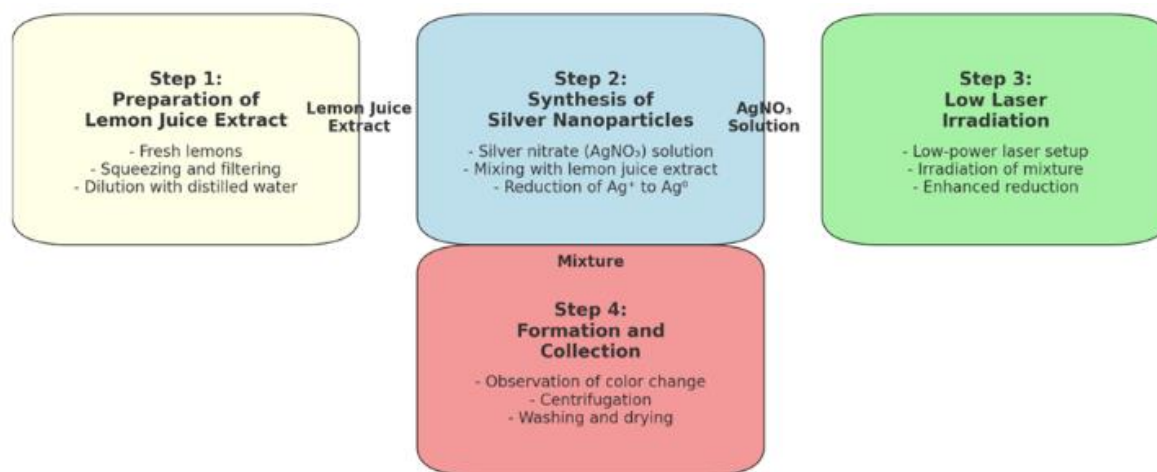 Step 1:
Preparation of
Lemon Juice Extract
- Fresh lemons
- Squeezing and filtering
- Dilution with distilled water
Lemon Juice
Extract
Step 2:
Synthesis of
Silver Nanoparticles
- Silver nitrate (AgNO₃) solution
- Mixing with lemon juice extract
- Reduction of Ag⁺ to Ag⁰
AgNO₃
Solution
Step 3:
Low Laser
Irradiation
- Low-power laser setup
- Irradiation of mixture
- Enhanced reduction
Mixture
Step 4:
Formation and
Collection
- Observation of color change
- Centrifugation
- Washing and drying